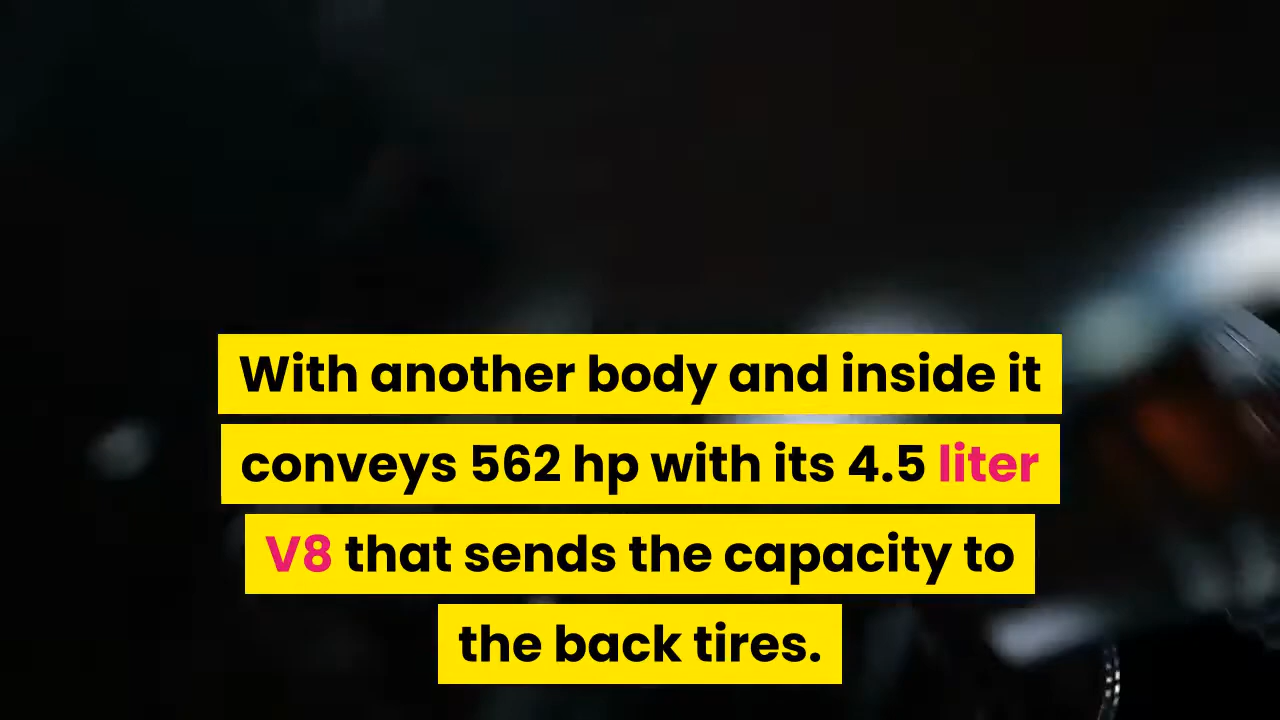 With another body and inside it
conveys 562 hp with its 4.5 liter
V8 that sends the capacity to
the back tires.